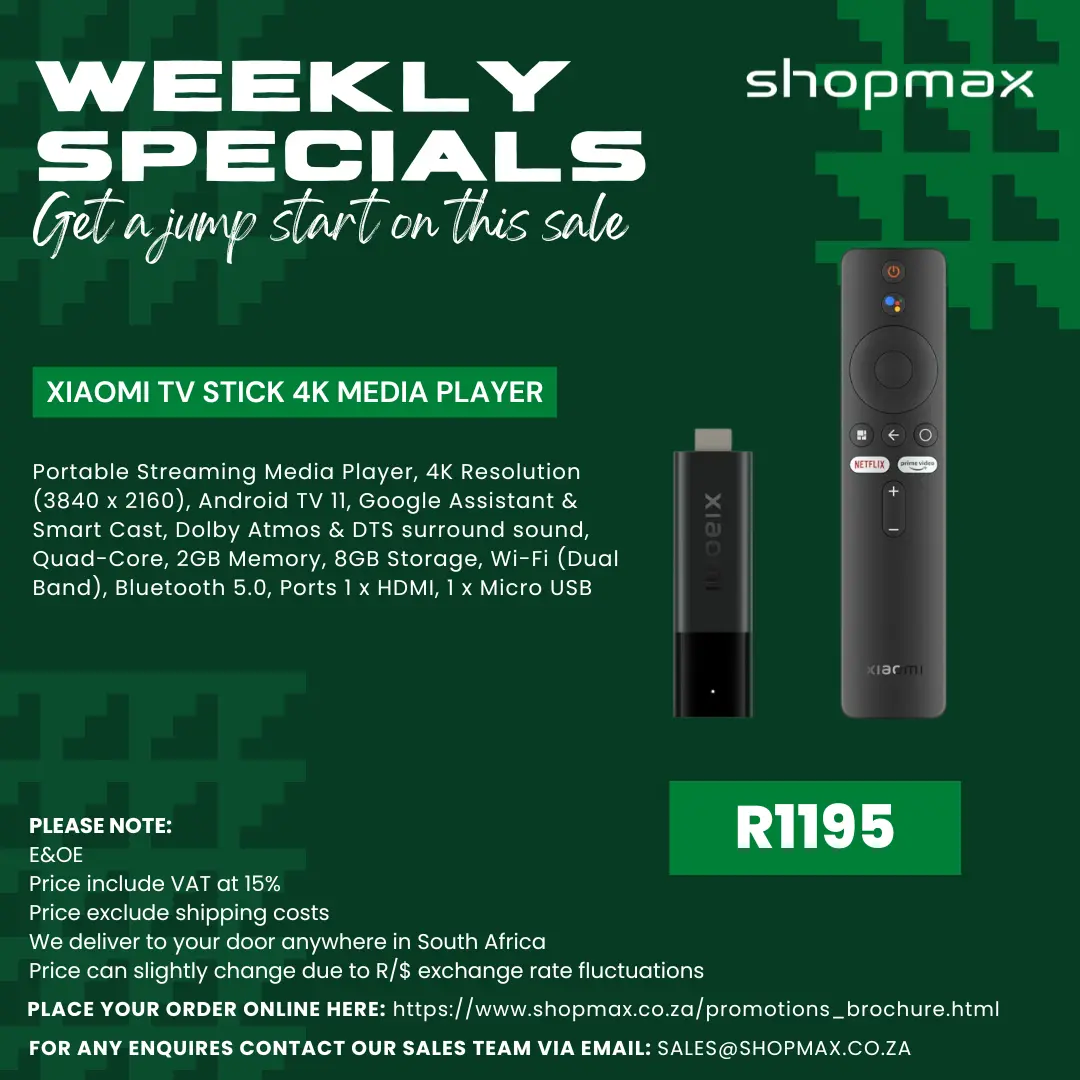 WEEKLY
SPECIALS
Get a jump start on this sale
shopmax
XIAOMI TV STICK 4K MEDIA PLAYER
Portable Streaming Media Player, 4K Resolution
(3840 x 2160), Android TV 11, Google Assistant &
Smart Cast, Dolby Atmos & DTS surround sound,
Quad-Core, 2GB Memory, 8GB Storage, Wi-Fi (Dual
Band), Bluetooth 5.0, Ports 1 x HDMI, 1 x Micro USB
xiaomi
NETFLIX
prime video
xiaomi
R1195
PLEASE NOTE:
E&OE
Price include VAT at 15%
Price exclude shipping costs
We deliver to your door anywhere in South Africa
Price can slightly change due to R/$ exchange rate fluctuations
PLACE YOUR ORDER ONLINE HERE: https://www.shopmax.co.za/promotions_brochure.html
FOR ANY ENQUIRES CONTACT OUR SALES TEAM VIA EMAIL: SALES@SHOPMAX.CO.ZA